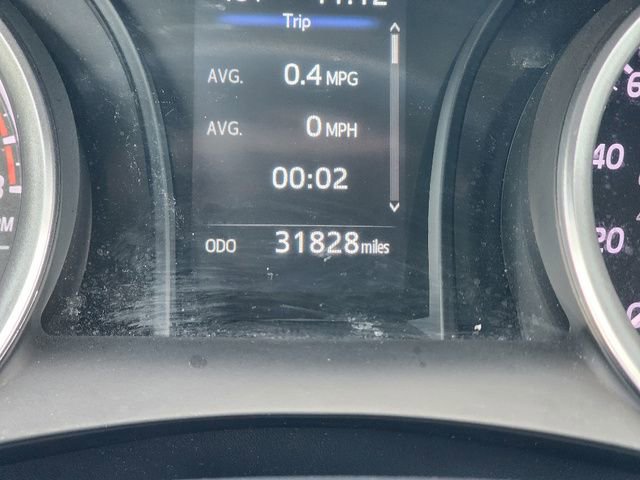 Trip
AVG. 0.4 MPG
AVG. 0 MPH
00:02
ODO 31828 miles
40
20